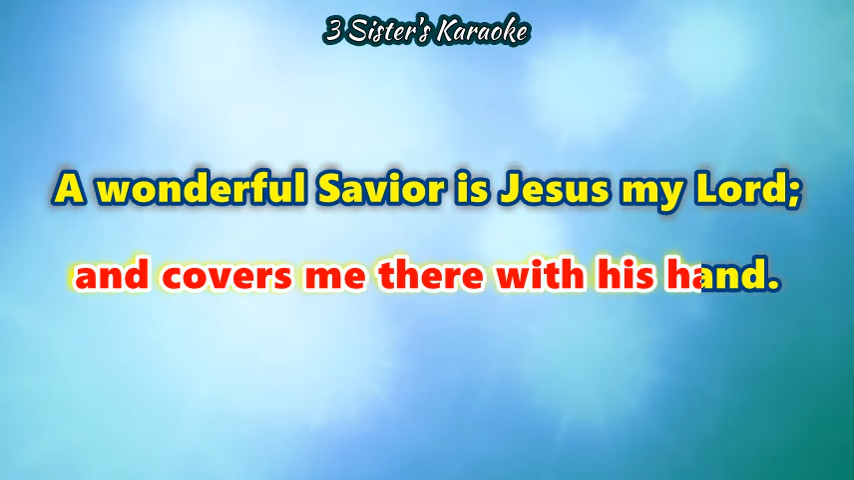 3 Sister's Karaoke
A wonderful Savior is Jesus my Lord;
and covers me there with his hand.